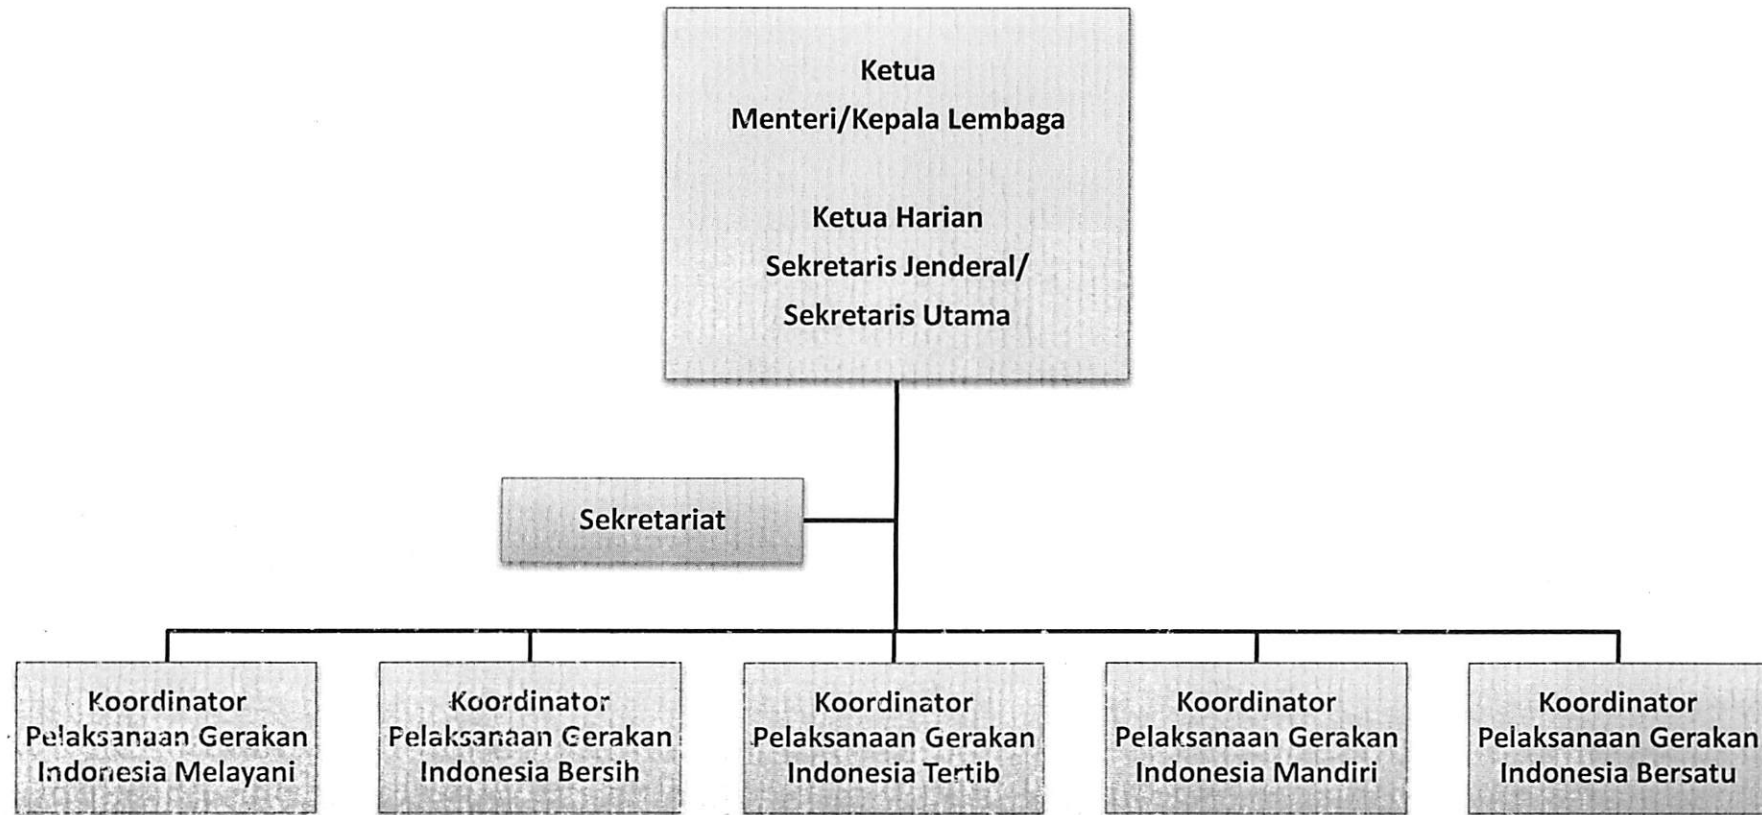 Ketua
Menteri/Kepala Lembaga
Ketua Harian
Sekretaris Jenderal/
Sekretaris Utama
Sekretariat
Koordinator
Pelaksanaan Gerakan
Indonesia Melayani
Koordinator
Pelaksanaan Gerakan
Indonesia Bersih
Koordinator
Pelaksanaan Gerakan
Indonesia Tertib
Koordinator
Pelaksanaan Gerakan
Indonesia Mandiri
Koordinator
Pelaksanaan Gerakan
Indonesia Bersatu